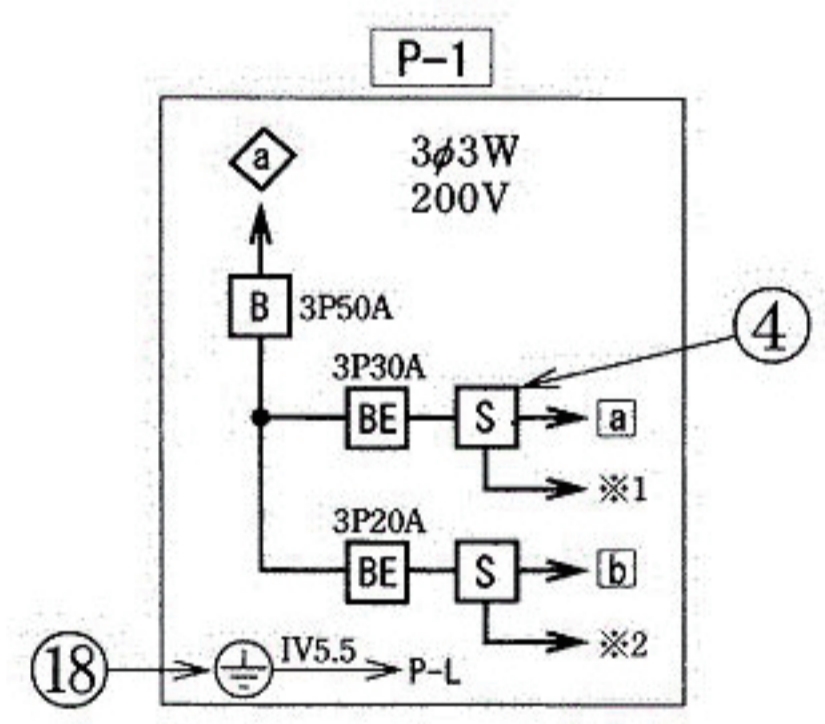 P-1
a
3φ3W
200V
B 3P50A
4
3P30A
BE S a
※1
3P20A
BE S b
※2
18 IV5.5 P-L